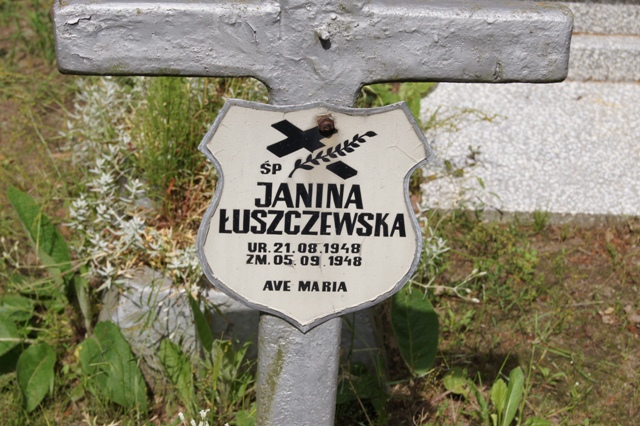 ŚP
JANINA
ŁUSZCZEWSKA
UR. 21.08.1948
ZM. 05.09.1948
AVE MARIA